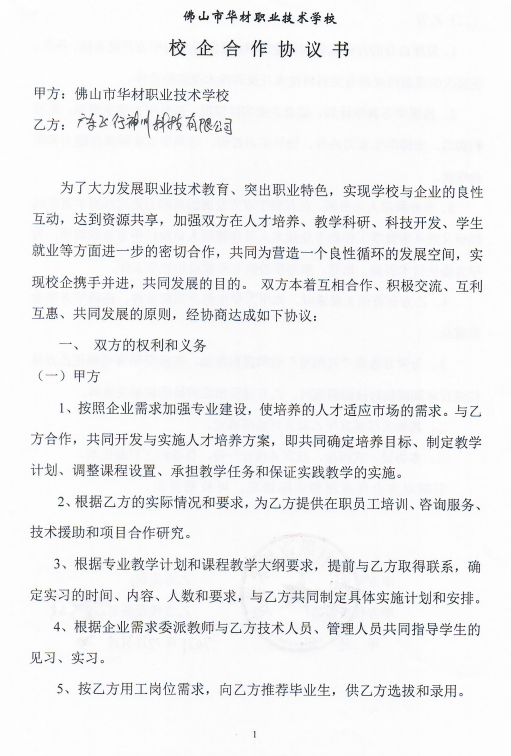 佛山市华材职业技术学校
校企合作协议书
甲方：佛山市华材职业技术学校
乙方：广东正行神州科技有限公司
为了大力发展职业技术教育、突出职业特色，实现学校与企业的良性
互动，达到资源共享，加强双方在人才培养、教学科研、科技开发、学生
就业等方面进一步的密切合作，共同为营造一个良性循环的发展空间，实
现校企携手并进，共同发展的目的。 双方本着互相合作、积极交流、互利
互惠、共同发展的原则，经协商达成如下协议：
一、 双方的权利和义务
（一）甲方
1、按照企业需求加强专业建设，使培养的人才适应市场的需求。与乙
方合作，共同开发与实施人才培养方案，即共同确定培养目标、制定教学
计划、调整课程设置、承担教学任务和保证实践教学的实施。
2、根据乙方的实际情况和要求，为乙方提供在职员工培训、咨询服务、
技术援助和项目合作研究。
3、根据专业教学计划和课程教学大纲要求，提前与乙方取得联系，确
定实习的时间、内容、人数和要求，与乙方共同制定具体实施计划和安排。
4、根据企业需求委派教师与乙方技术人员、管理人员共同指导学生的
见习、实习。
5、按乙方用工岗位需求，向乙方推荐毕业生，供乙方选拔和录用。
1